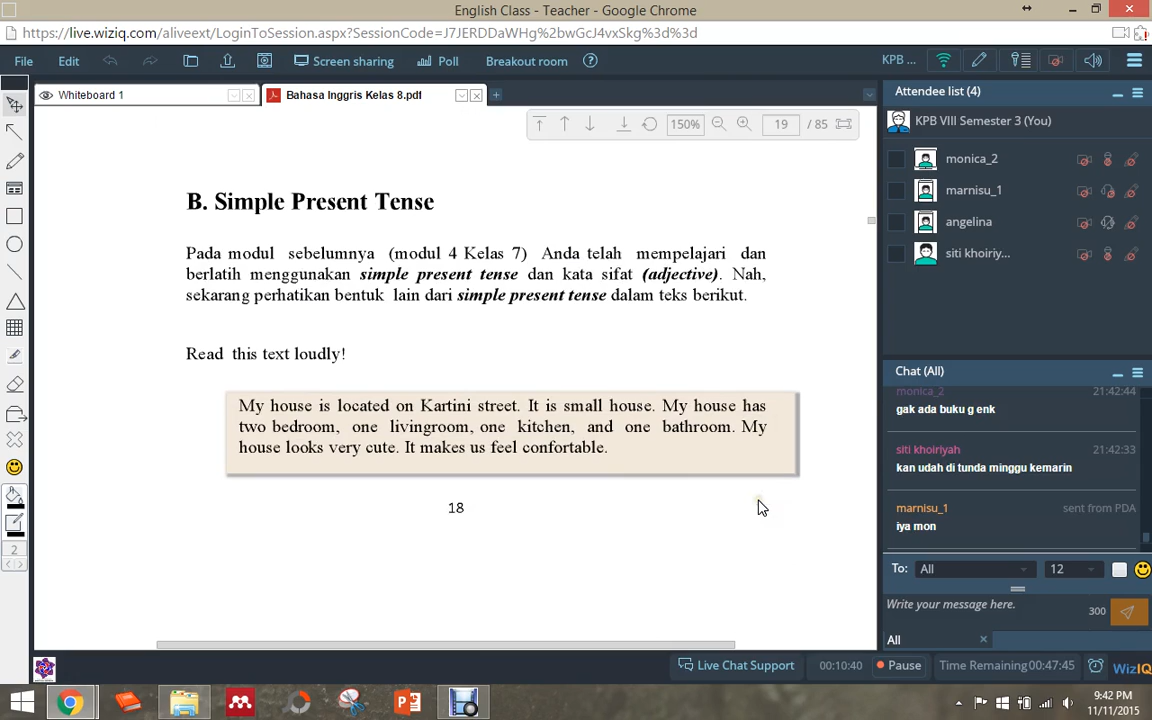 English Class - Teacher - Google Chrome
https://live.wiziq.com/aliveext/LoginToSession.aspx?SessionCode=J7JERDDaWHg%2bwGcJ4vxSkg%3d%3d
File Edit Screen sharing Poll Breakout room ? KPB ...
Whiteboard 1 Bahasa Inggris Kelas 8.pdf
Attendee list (4)
150% 19 / 85
KPB VIII Semester 3 (You)
monica_2
marnisu_1
angelina
siti khoiriy...
B. Simple Present Tense
Pada modul sebelumnya (modul 4 Kelas 7) Anda telah mempelajari dan
berlatih menggunakan simple present tense dan kata sifat (adjective). Nah,
sekarang perhatikan bentuk lain dari simple present tense dalam teks berikut.
Read this text loudly!
My house is located on Kartini street. It is small house. My house has
two bedroom, one livingroom, one kitchen, and one bathroom. My
house looks very cute. It makes us feel confortable.
18
2
Chat (All)
monica_2 21:42:44
gak ada buku g enk
siti khoiriyah 21:42:33
kan udah di tunda minggu kemarin
marnisu_1 sent from PDA
iya mon
To: All 12
Write your message here. 300
All
Live Chat Support 00:10:40 Pause Time Remaining 00:47:45 WizIQ
9:42 PM
11/11/2015